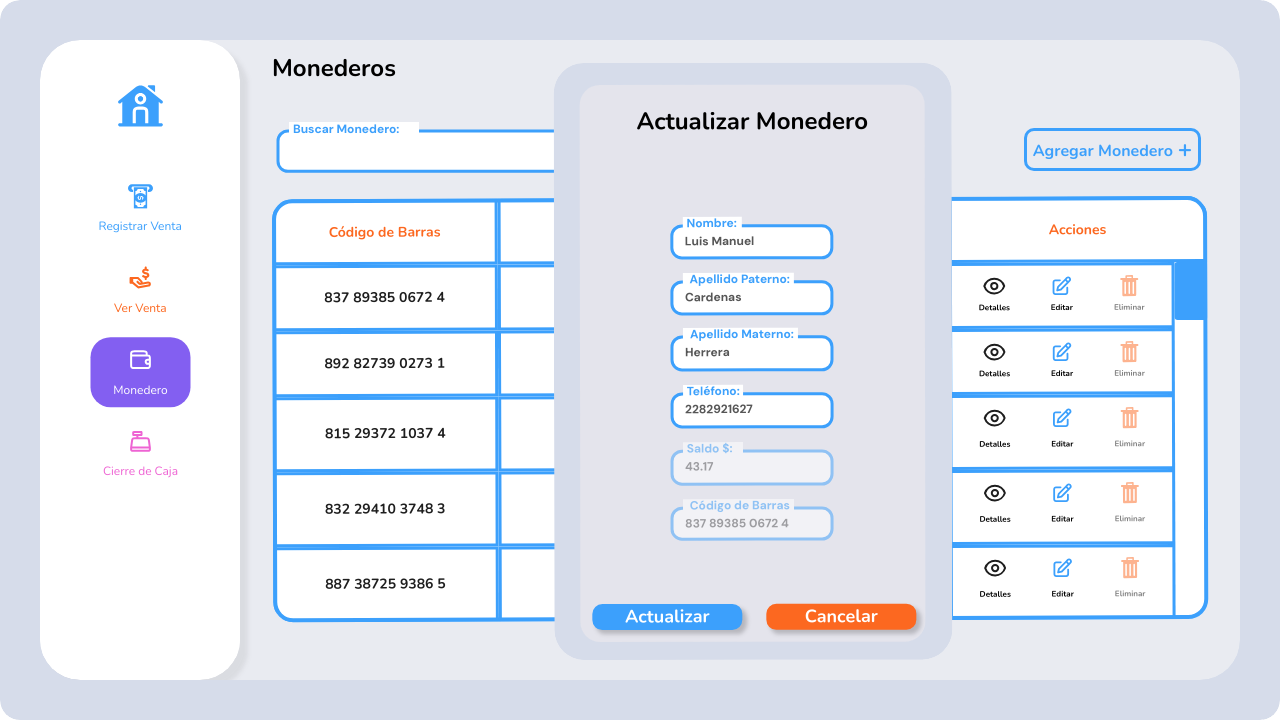 Monederos
Registrar Venta
Ver Venta
Monedero
Cierre de Caja
Buscar Monedero:
Agregar Monedero +
Código de Barras
Acciones
837 89385 0672 4
Detalles Editar Eliminar
892 82739 0273 1
Detalles Editar Eliminar
815 29372 1037 4
Detalles Editar Eliminar
832 29410 3748 3
Detalles Editar Eliminar
887 38725 9386 5
Detalles Editar Eliminar
Actualizar Monedero
Nombre:
Luis Manuel
Apellido Paterno:
Cardenas
Apellido Materno:
Herrera
Teléfono:
2282921627
Saldo $:
43.17
Código de Barras
837 89385 0672 4
Actualizar Cancelar